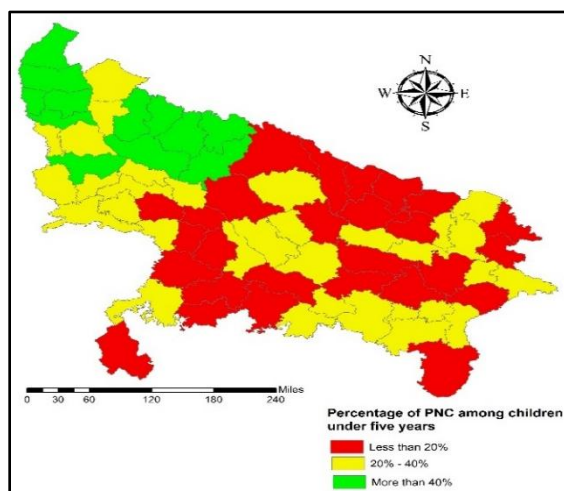 N
W E
S
Miles
0 15 30 60 120 180 240
Percentage of PNC among children
under five years
Less than 20%
20% - 40%
More than 40%